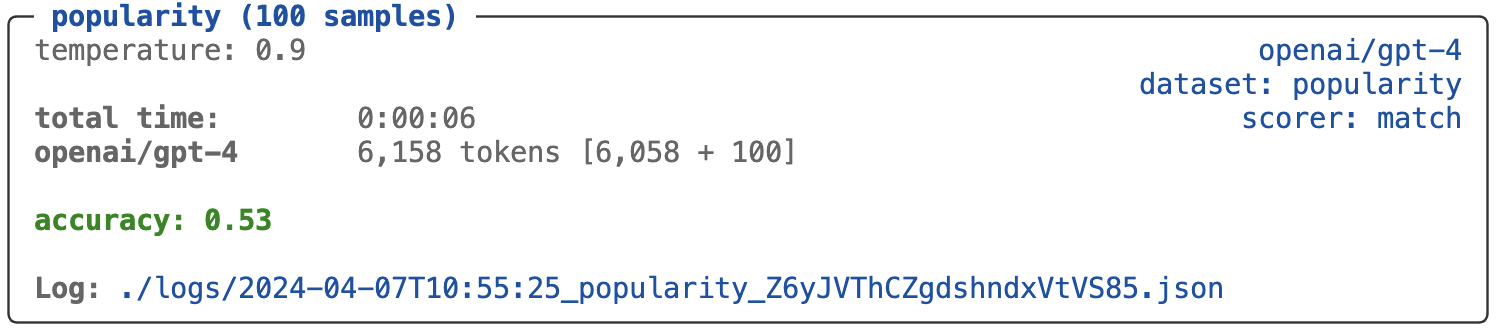 popularity (100 samples)
temperature: 0.9 openai/gpt-4
dataset: popularity
total time: 0:00:06 scorer: match
openai/gpt-4 6,158 tokens [6,058 + 100]
accuracy: 0.53
Log: ./logs/2024-04-07T10:55:25_popularity_Z6yJVThCZgdshndxVtVS85.json